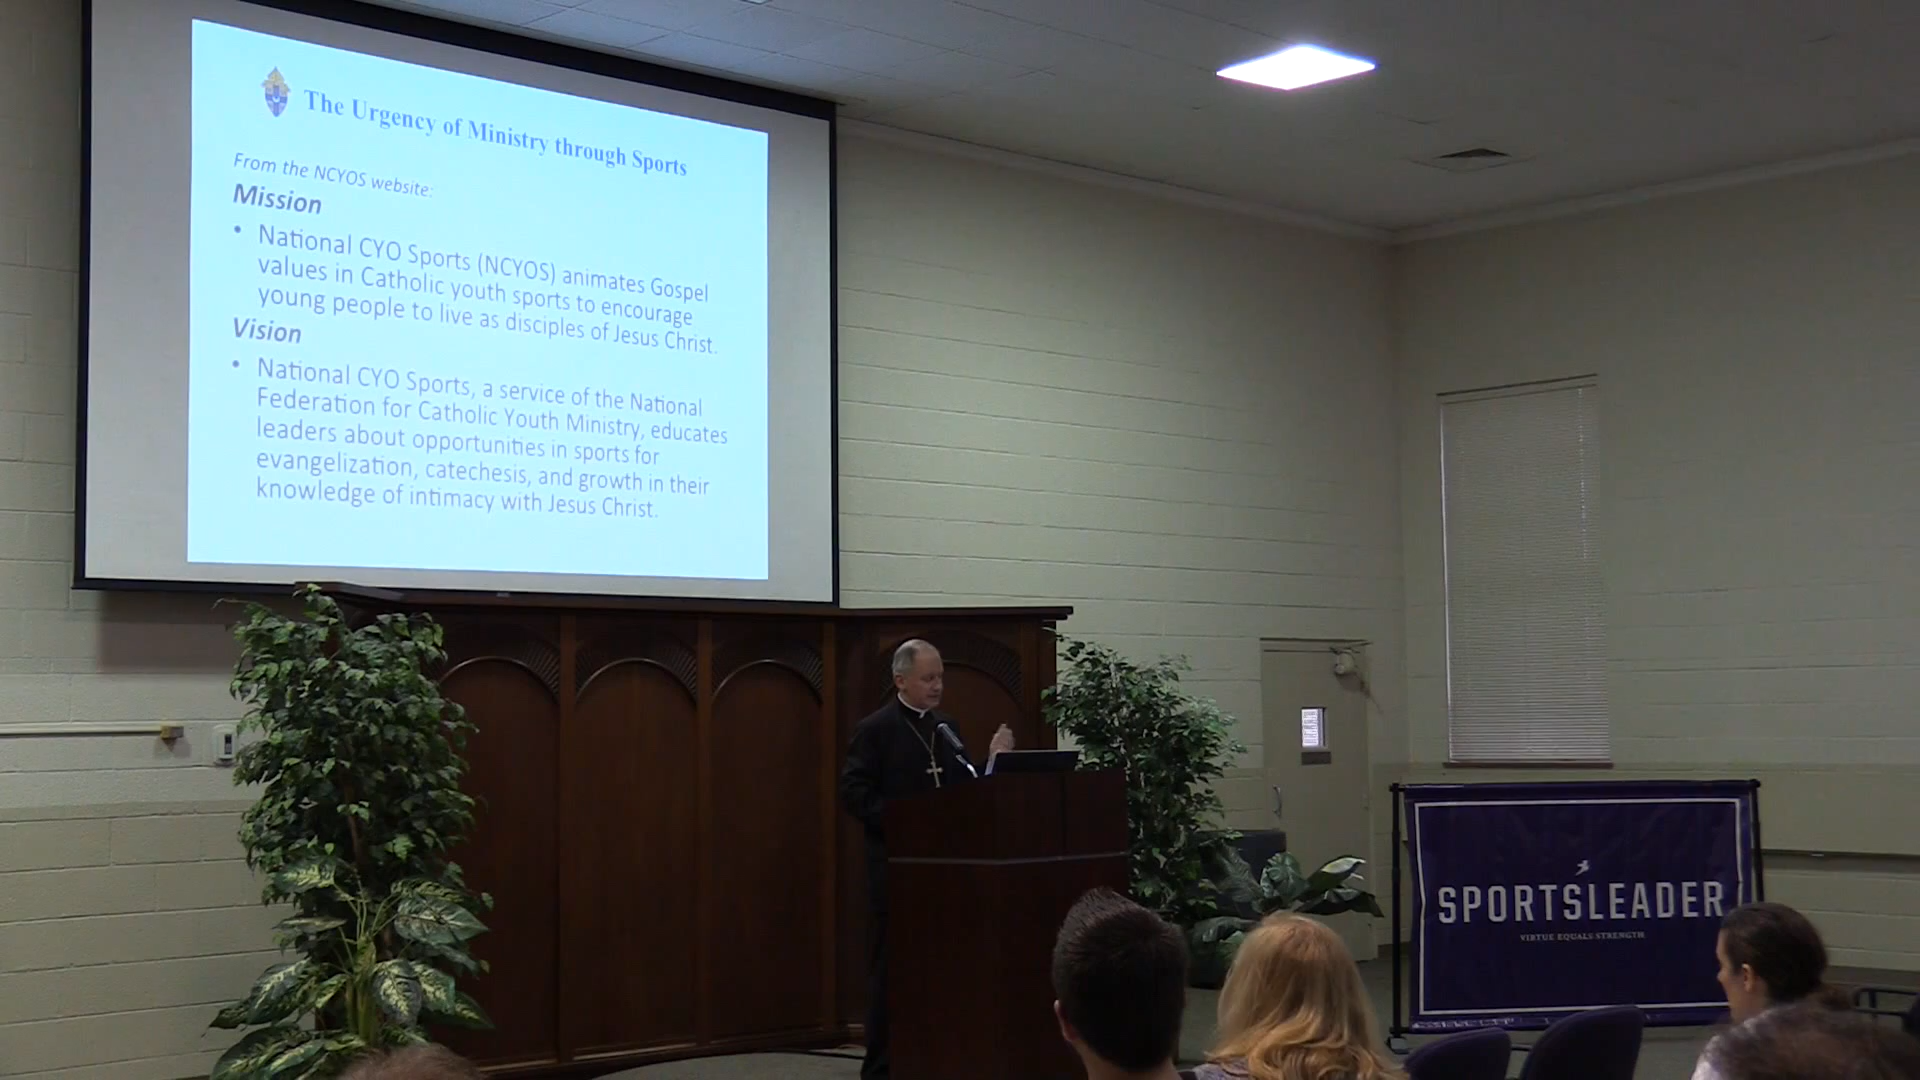 The Urgency of Ministry through Sports
From the NCYOS website:
Mission
• National CYO Sports (NCYOS) animates Gospel
values in Catholic youth sports to encourage
young people to live as disciples of Jesus Christ.
Vision
• National CYO Sports, a service of the National
Federation for Catholic Youth Ministry, educates
leaders about opportunities in sports for
evangelization, catechesis, and growth in their
knowledge of intimacy with Jesus Christ.
SPORTSLEADER
VIRTUE EQUALS STRENGTH